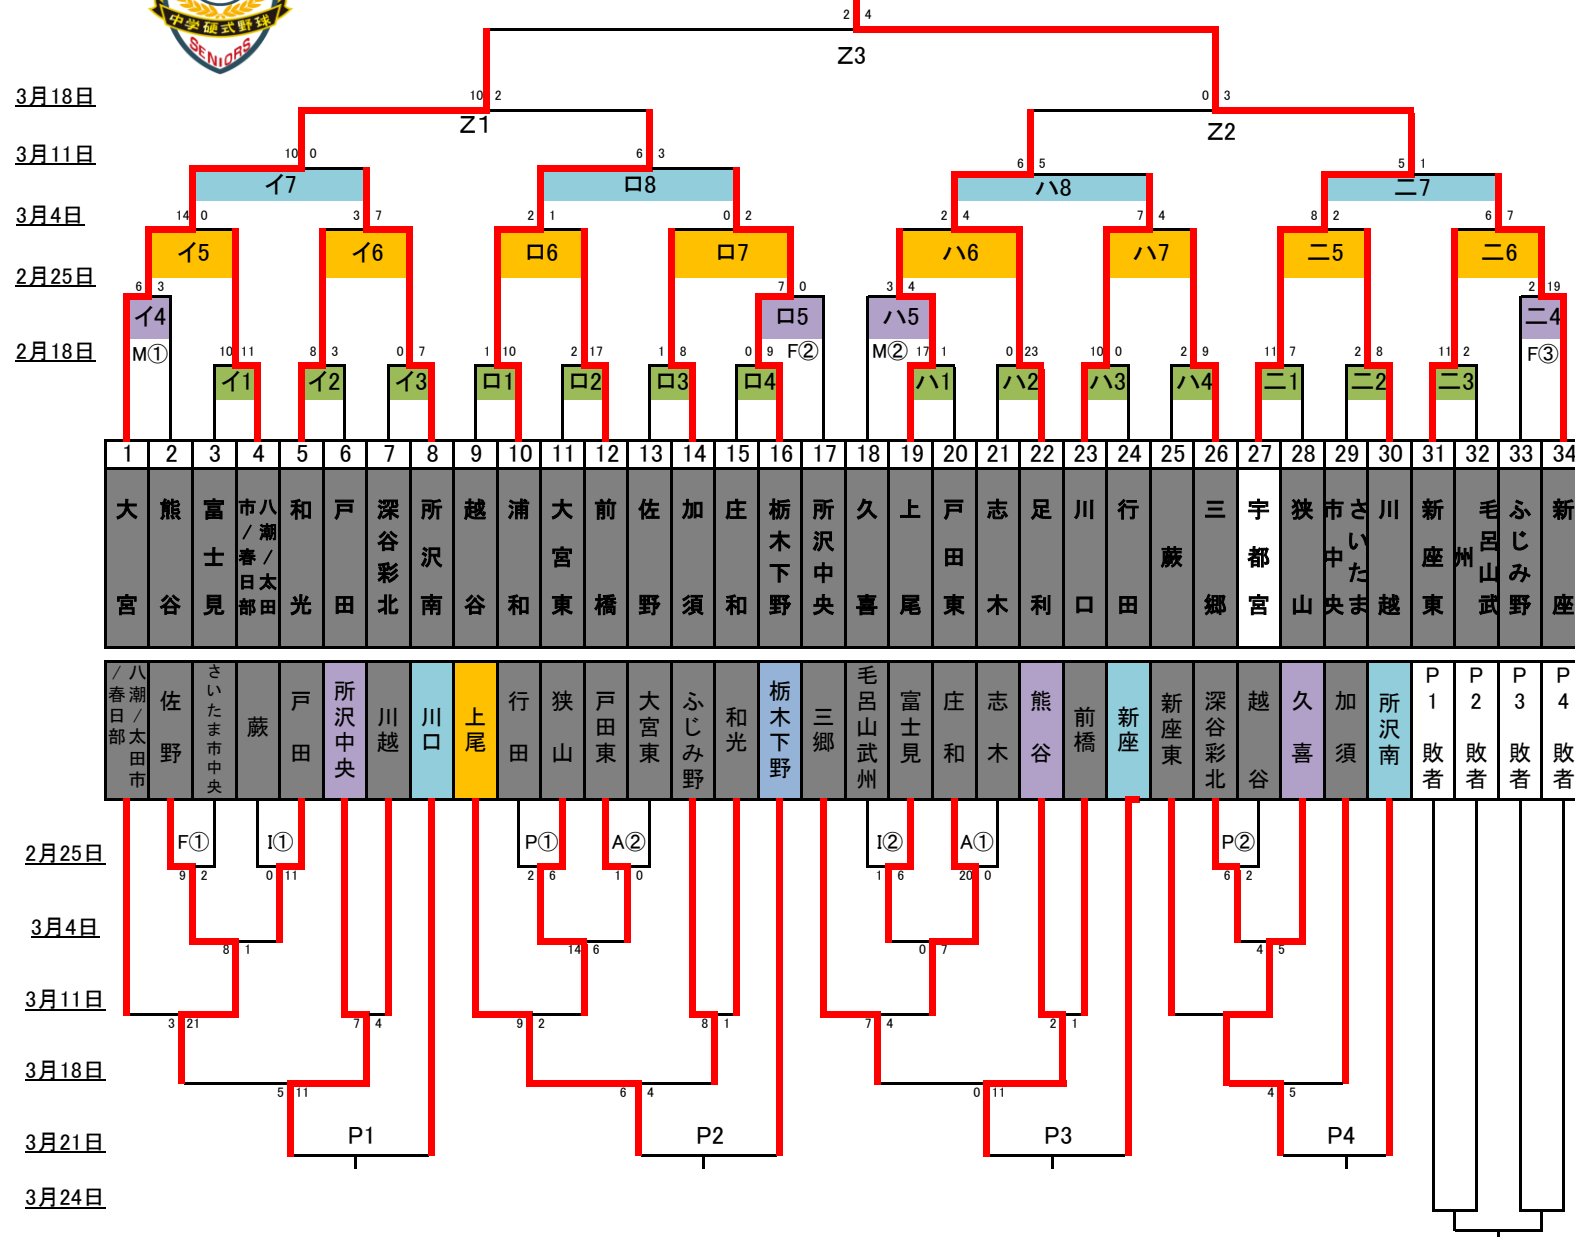 中学硬式野球
SENIORS
2 4
Z3
3月18日
10 2
0 3
Z1
Z2
3月11日
10 0
6 3
6 5
5 1
イ7
ロ8
ハ8
ニ7
3月4日
14 0
3 7
2 1
0 2
2 4
7 4
8 2
6 7
イ5
イ6
ロ6
ロ7
ハ6
ハ7
ニ5
ニ6
2月25日
6 3
7 0
3 4
2 19
イ4
ロ5
ハ5
ニ4
2月18日
M①
F②
M②
F③
10 11
8 3
0 7
1 10
2 17
1 8
0 9
17 1
0 23
10 0
2 9
11 7
2 8
11 2
イ1
イ2
イ3
ロ1
ロ2
ロ3
ロ4
ハ1
ハ2
ハ3
ハ4
ニ1
ニ2
ニ3
1 2 3 4 5 6 7 8 9 10 11 12 13 14 15 16 17 18 19 20 21 22 23 24 25 26 27 28 29 30 31 32 33 34
大宮
熊谷
富士見
八潮/太田市/春日部
和光
戸田
深谷彩北
所沢南
越谷
浦和
大宮東
前橋
佐野
加須
庄和
栃木下野
所沢中央
久喜
上尾
戸田東
志木
足利
川口
行田
蕨
三郷
宇都宮
狭山
さいたま市中央
川越
新座東
毛呂山武州
ふじみ野
新座
八潮/太田市/春日部
佐野
さいたま市中央
蕨
戸田
所沢中央
川越
川口
上尾
行田
狭山
戸田東
大宮東
ふじみ野
和光
栃木下野
三郷
毛呂山武州
富士見
庄和
志木
熊谷
前橋
新座
新座東
深谷彩北
越谷
久喜
加須
所沢南
P1敗者
P2敗者
P3敗者
P4敗者
2月25日
F①
I①
P①
A②
I②
A①
P②
9 2
0 11
2 6
1 0
1 6
20 0
6 2
3月4日
8 1
14 6
0 7
4 5
3月11日
3 21
7 4
9 2
8 1
7 4
2 1
3月18日
5 11
6 4
0 11
4 5
3月21日
P1
P2
P3
P4
3月24日